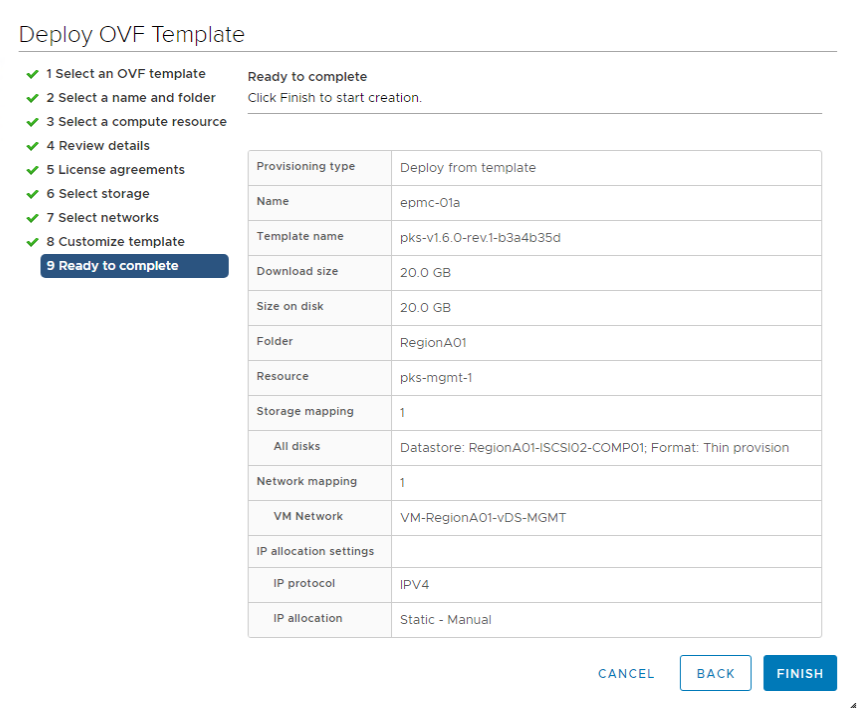 Deploy OVF Template
1 Select an OVF template
2 Select a name and folder
3 Select a compute resource
4 Review details
5 License agreements
6 Select storage
7 Select networks
8 Customize template
9 Ready to complete
Ready to complete
Click Finish to start creation.
Provisioning type Deploy from template
Name epmc-01a
Template name pks-v1.6.0-rev.1-b3a4b35d
Download size 20.0 GB
Size on disk 20.0 GB
Folder RegionA01
Resource pks-mgmt-1
Storage mapping 1
All disks Datastore: RegionA01-ISCSI02-COMP01; Format: Thin provision
Network mapping 1
VM Network VM-RegionA01-vDS-MGMT
IP allocation settings
IP protocol IPV4
IP allocation Static - Manual
CANCEL BACK FINISH